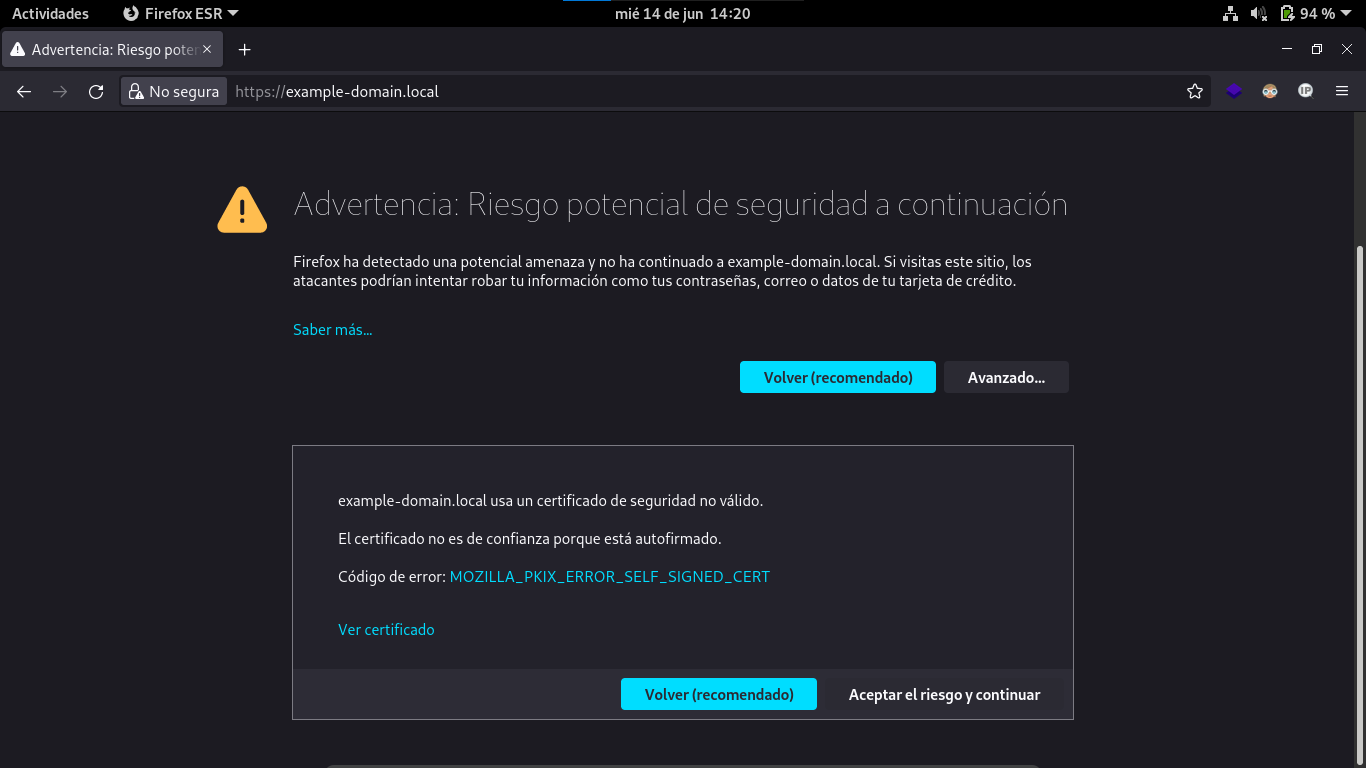 Actividades
Firefox ESR
mié 14 de jun 14:20
94 %
Advertencia: Riesgo poten
No segura
https://example-domain.local
IP
Advertencia: Riesgo potencial de seguridad a continuación
Firefox ha detectado una potencial amenaza y no ha continuado a example-domain.local. Si visitas este sitio, los
atacantes podrían intentar robar tu información como tus contraseñas, correo o datos de tu tarjeta de crédito.
Saber más...
Volver (recomendado)
Avanzado...
example-domain.local usa un certificado de seguridad no válido.
El certificado no es de confianza porque está autofirmado.
Código de error: MOZILLA_PKIX_ERROR_SELF_SIGNED_CERT
Ver certificado
Volver (recomendado)
Aceptar el riesgo y continuar